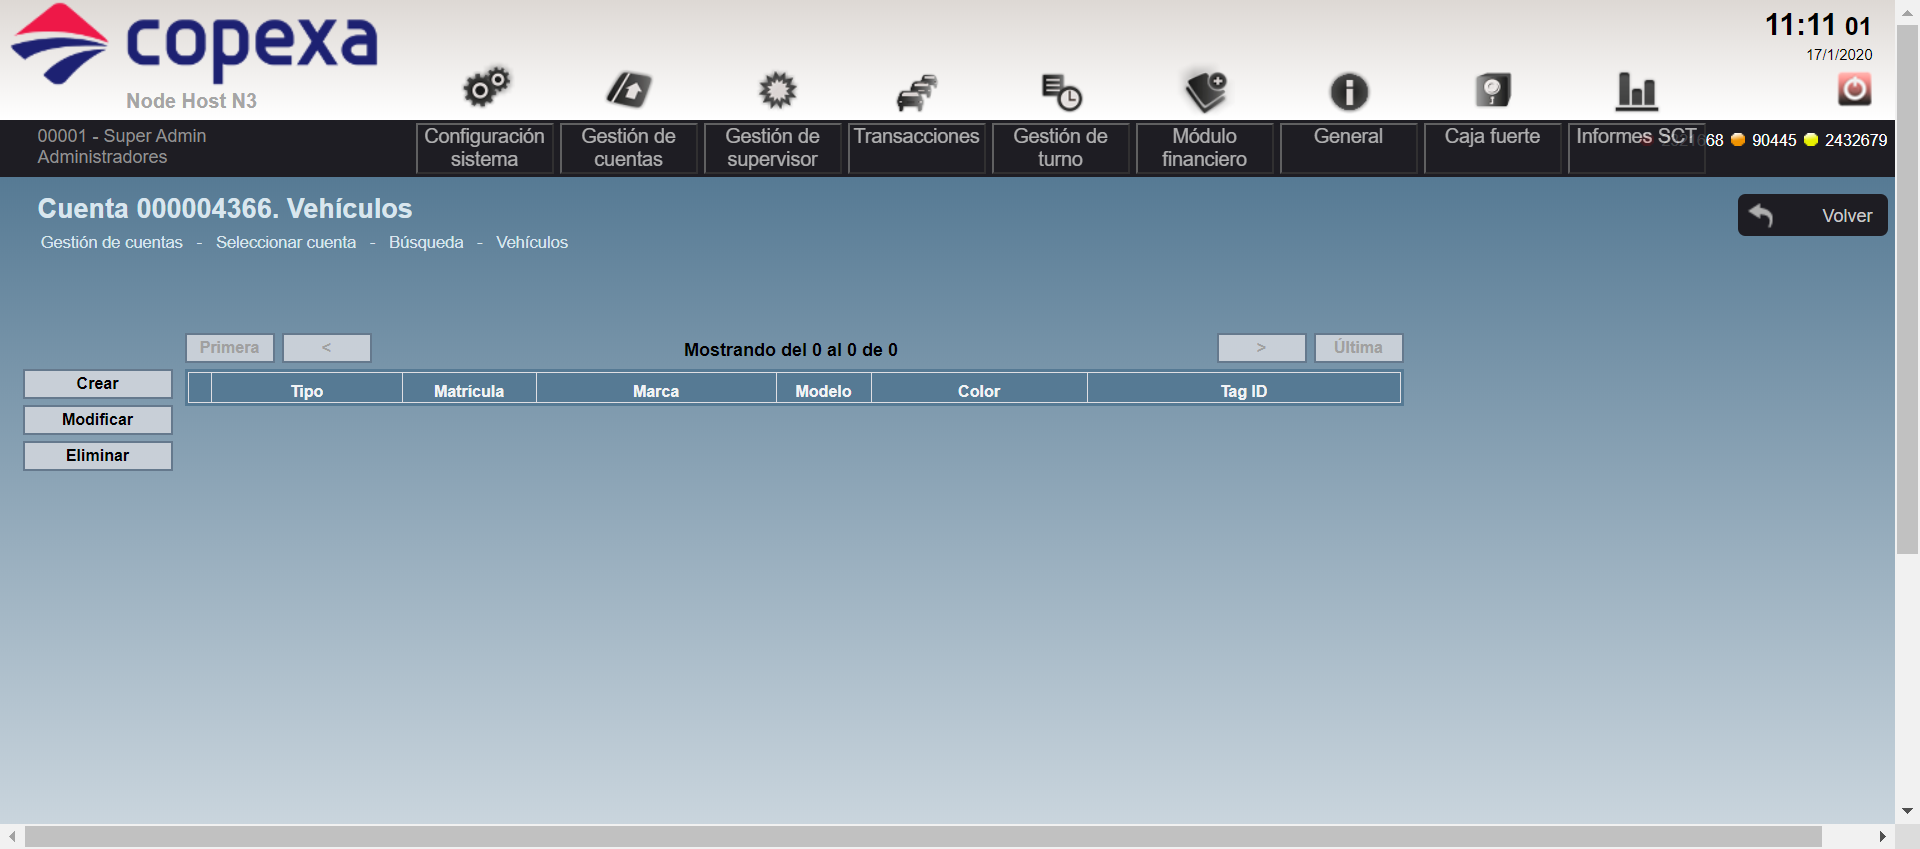 copexa
Node Host N3
11:11 01
17/1/2020
00001 - Super Admin
Administradores
Configuración
sistema
Gestión de
cuentas
Gestión de
supervisor
Transacciones
Gestión de
turno
Módulo
financiero
General
Caja fuerte
Informes SCT
68 90445 2432679
Cuenta 000004366. Vehículos
Volver
Gestión de cuentas - Seleccionar cuenta - Búsqueda - Vehículos
Primera < Mostrando del 0 al 0 de 0 > Última
Crear
Modificar
Eliminar
Tipo Matrícula Marca Modelo Color Tag ID